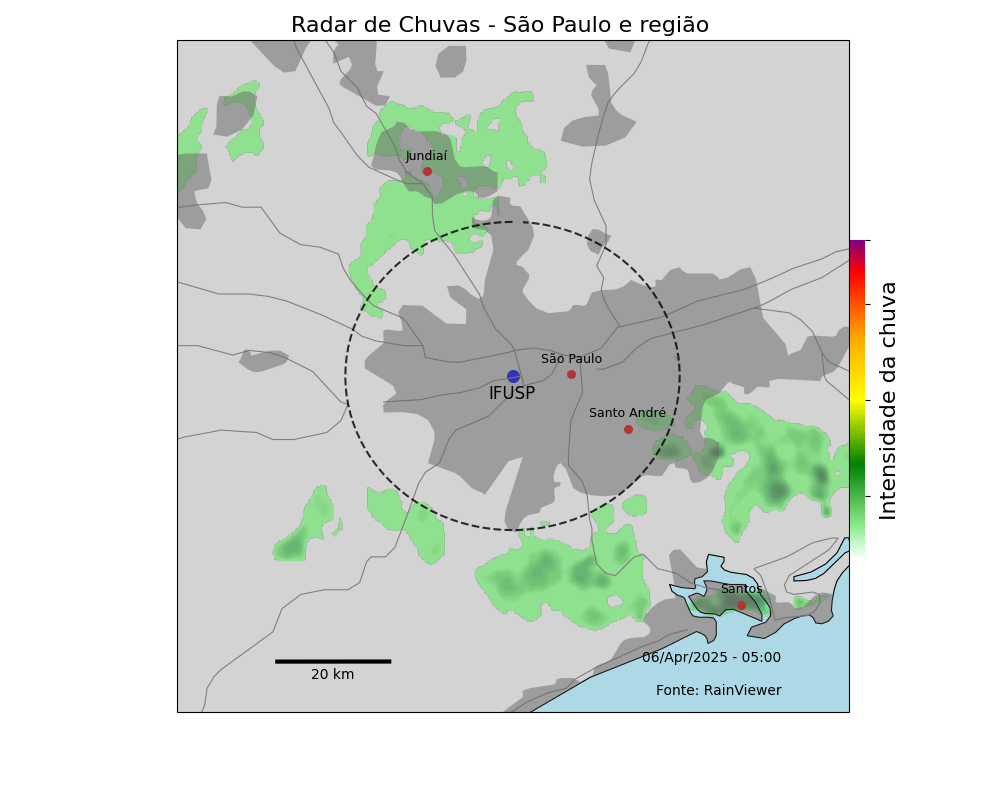 Radar de Chuvas - São Paulo e região
Jundiaí
São Paulo
IFUSP
Santo André
Santos
20 km
06/Apr/2025 - 05:00
Fonte: RainViewer
Intensidade da chuva